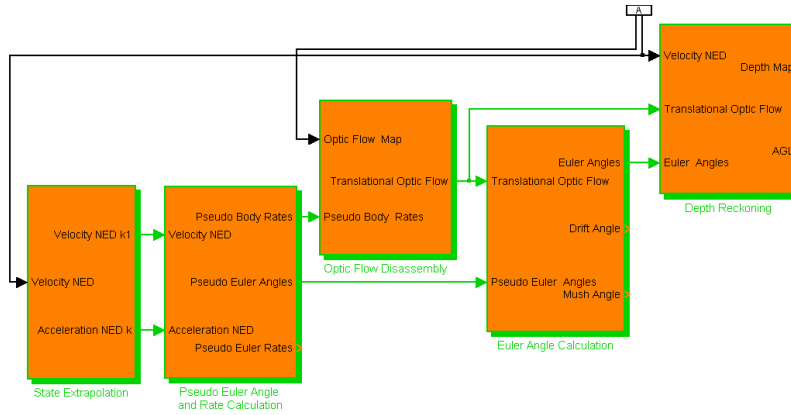 A
Velocity NED
Depth Map
Translational Optic Flow
AGL
Euler Angles
Depth Reckoning
Optic Flow Map
Translational Optic Flow
Pseudo Body Rates
Optic Flow Disassembly
Euler Angles
Translational Optic Flow
Drift Angle
Pseudo Euler Angles
Mush Angle
Euler Angle Calculation
Velocity NED k1
Velocity NED
Acceleration NED k
State Extrapolation
Pseudo Body Rates
Velocity NED
Pseudo Euler Angles
Acceleration NED
Pseudo Euler Rates
Pseudo Euler Angle
and Rate Calculation